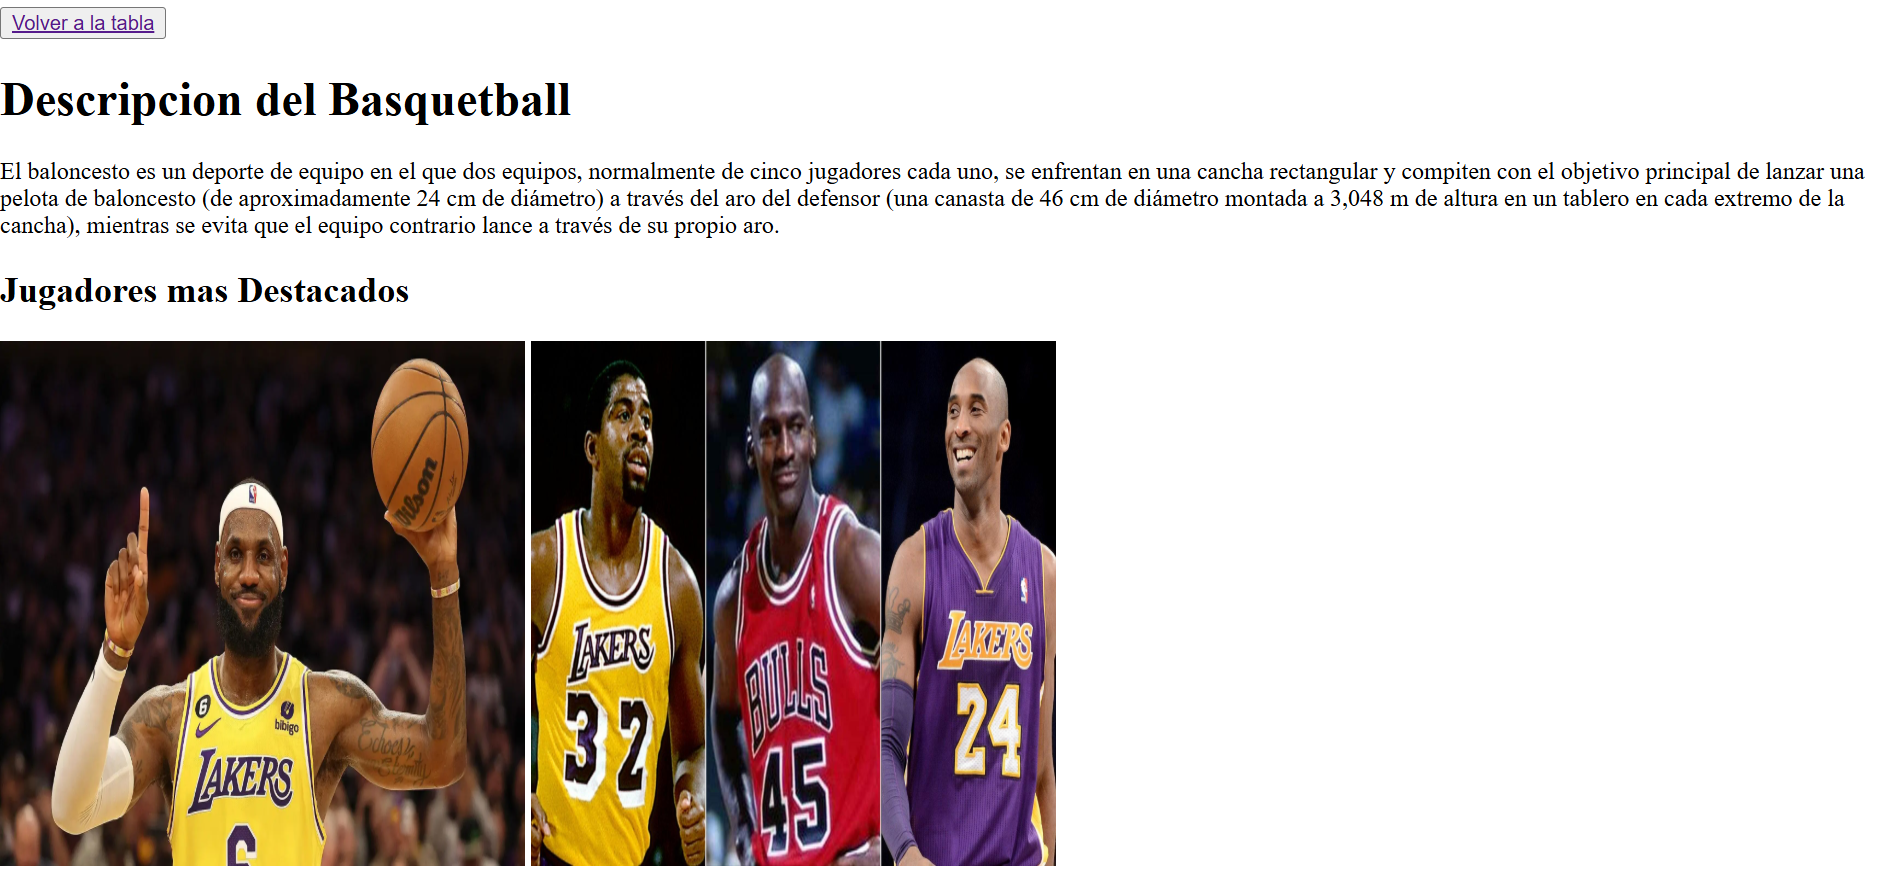 Volver a la tabla
Descripcion del Basquetball
El baloncesto es un deporte de equipo en el que dos equipos, normalmente de cinco jugadores cada uno, se enfrentan en una cancha rectangular y compiten con el objetivo principal de lanzar una
pelota de baloncesto (de aproximadamente 24 cm de diámetro) a través del aro del defensor (una canasta de 46 cm de diámetro montada a 3,048 m de altura en un tablero en cada extremo de la
cancha), mientras se evita que el equipo contrario lance a través de su propio aro.
Jugadores mas Destacados
Wilson
6
bibigo
LAKERS
6
LAKERS
32
BULLS
45
LAKERS
24